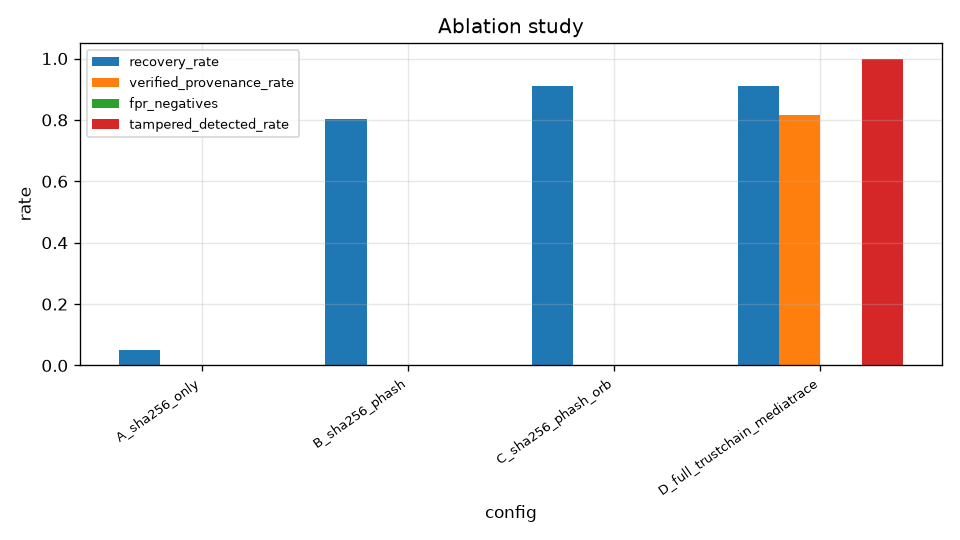 Ablation study
recovery_rate
verified_provenance_rate
fpr_negatives
tampered_detected_rate
rate
1.0
0.8
0.6
0.4
0.2
0.0
A_sha256_only
B_sha256_phash
C_sha256_phash_orb
D_full_trustchain_mediatrace
config